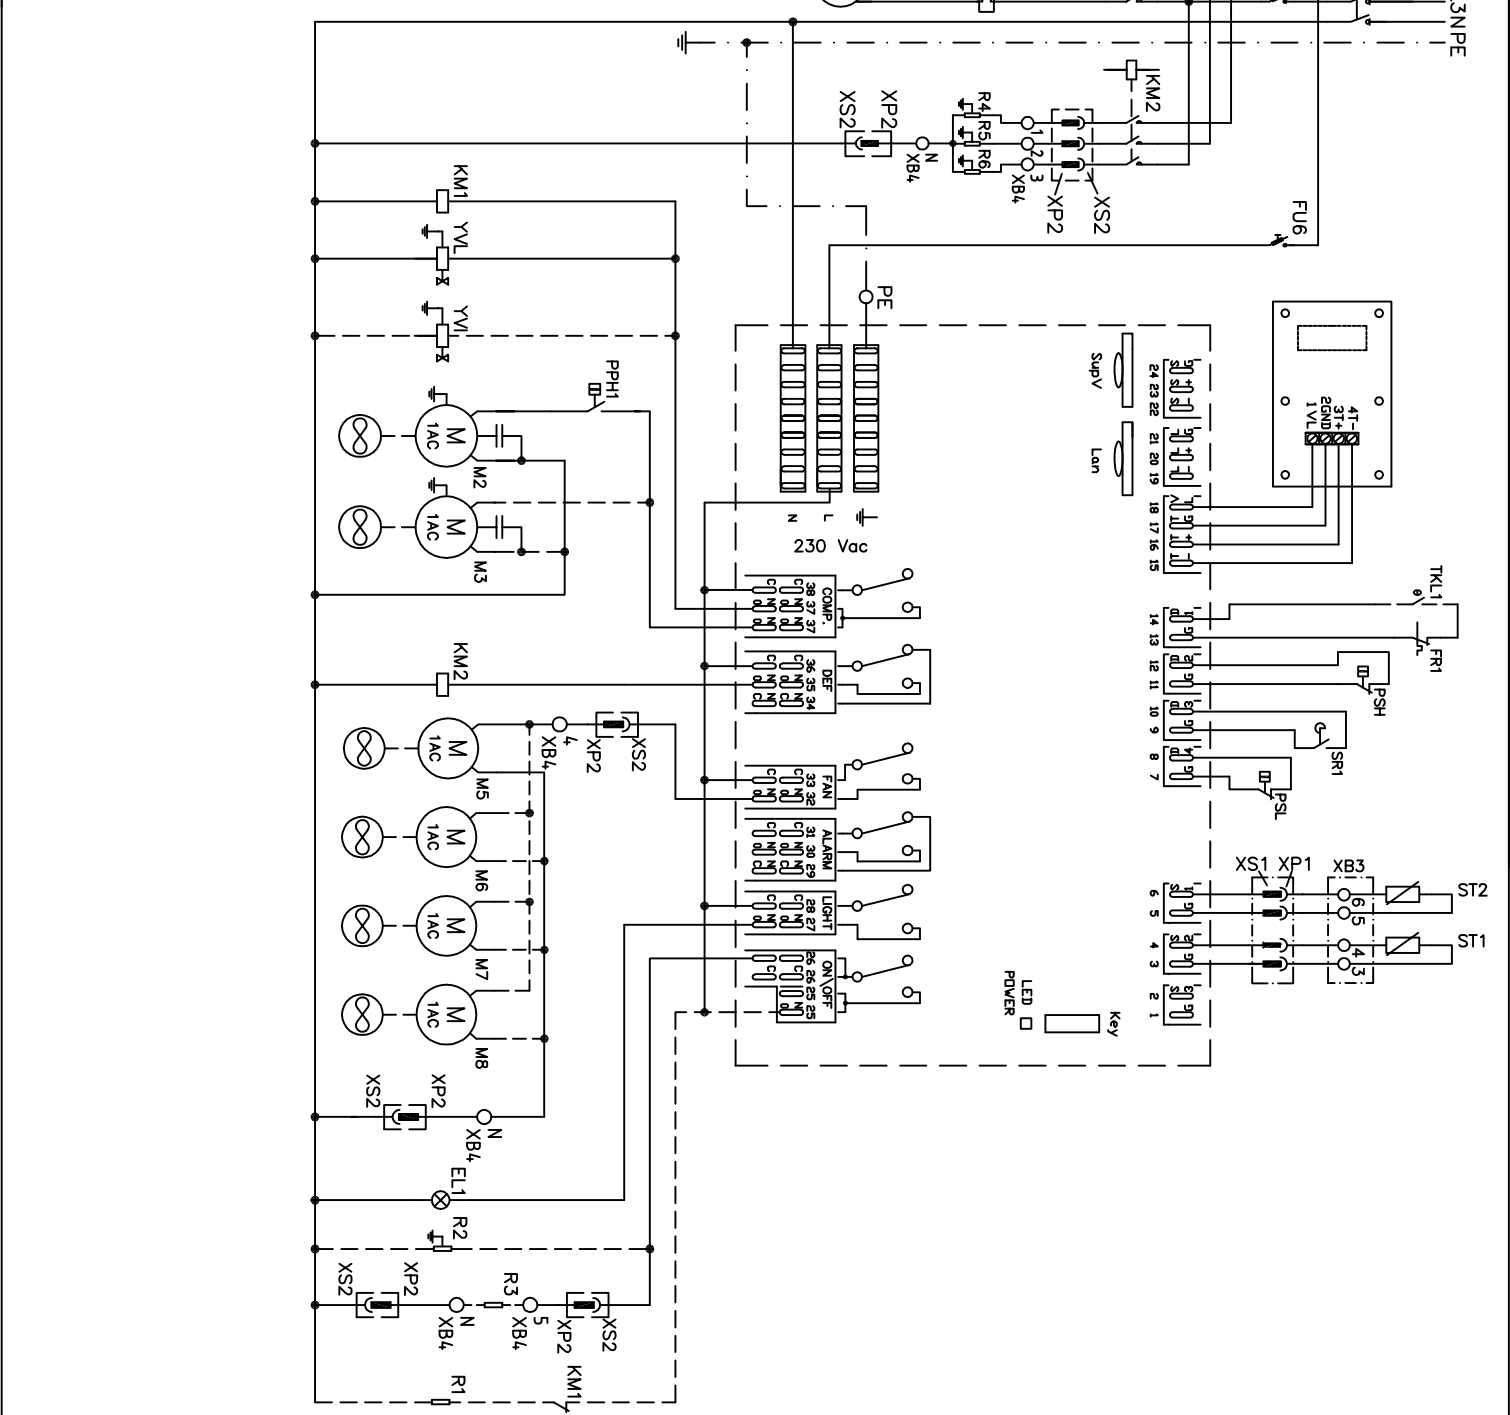 3NPE
KM2
XS2
XP2
R4
R5
R6
1
2
3
N
XB4
XB4
XP2
XS2
FU6
KM1
YVL
YVI
PE
PPH1
M
1AC
M2
M
1AC
M3
SupV
Lan
24 23 22
21 20 19
18 17 16 15
1VL
2GND
3T+
4T-
N L
230 Vac
38 37 37
COMP.
36 35 34
DEF
33 32
FAN
31 30 29
ALARM
28 27
LIGHT
26 26 25 25
ON/OFF
14 13
12 11
10 9
8 7
6 5
4 3
2 1
TKL1
FR1
PSH
SR1
PSL
XS1 XP1 XB3
ST2
ST1
6
5
4
3
LED
POWER
Key
KM2
M
1AC
M5
4
XB4
XP2
XS2
M
1AC
M6
M
1AC
M7
M
1AC
M8
XS2
XP2
N
XB4
EL1
R2
XS2
XP2
N
XB4
R3
5
XB4
XP2
XS2
R1
KM1